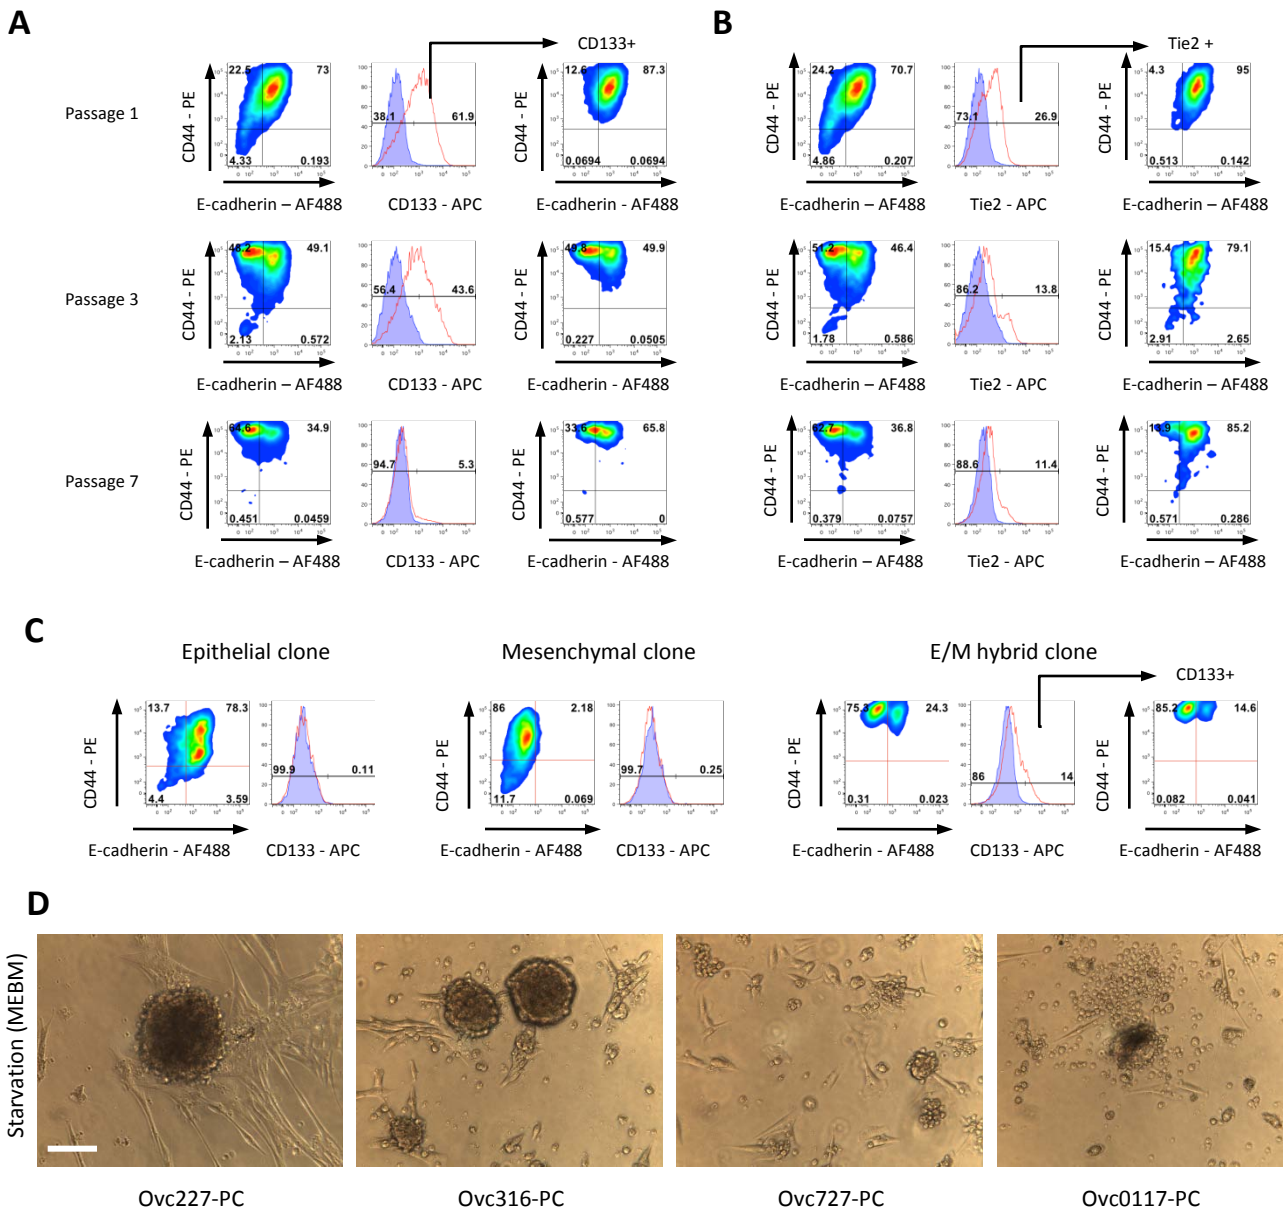 A
B
CD133+
Tie2 +
Passage 1
CD44 - PE
22.5 73
4.33 0.193
38.1 61.9
CD44 - PE
12.6 87.3
0.0694 0.0694
CD44 - PE
24.2 70.7
4.86 0.207
73.1 26.9
CD44 - PE
4.3 95
0.513 0.142
E-cadherin – AF488
CD133 - APC
E-cadherin - AF488
E-cadherin – AF488
Tie2 - APC
E-cadherin – AF488
Passage 3
CD44 - PE
48.2 49.1
2.13 0.572
56.4 43.6
CD44 - PE
49.8 49.9
0.227 0.0505
CD44 - PE
51.2 46.4
1.78 0.586
86.2 13.8
CD44 - PE
15.4 79.1
2.91 2.65
E-cadherin – AF488
CD133 - APC
E-cadherin - AF488
E-cadherin – AF488
Tie2 - APC
E-cadherin – AF488
Passage 7
CD44 - PE
64.6 34.9
0.451 0.0459
94.7 5.3
CD44 - PE
33.6 65.8
0.577 0
CD44 - PE
62.7 36.8
0.379 0.0757
88.6 11.4
CD44 - PE
13.9 85.2
0.571 0.286
E-cadherin – AF488
CD133 - APC
E-cadherin - AF488
E-cadherin – AF488
Tie2 - APC
E-cadherin – AF488
C
Epithelial clone
Mesenchymal clone
E/M hybrid clone
CD133+
CD44 - PE
13.7 78.3
4.4 3.59
99.9 0.11
CD44 - PE
86 2.18
11.7 0.069
99.7 0.25
CD44 - PE
75.3 24.3
0.31 0.023
86 14
CD44 - PE
85.2 14.6
0.082 0.041
E-cadherin - AF488
CD133 - APC
E-cadherin - AF488
CD133 - APC
E-cadherin - AF488
CD133 - APC
E-cadherin - AF488
D
Starvation (MEBM)
Ovc227-PC
Ovc316-PC
Ovc727-PC
Ovc0117-PC